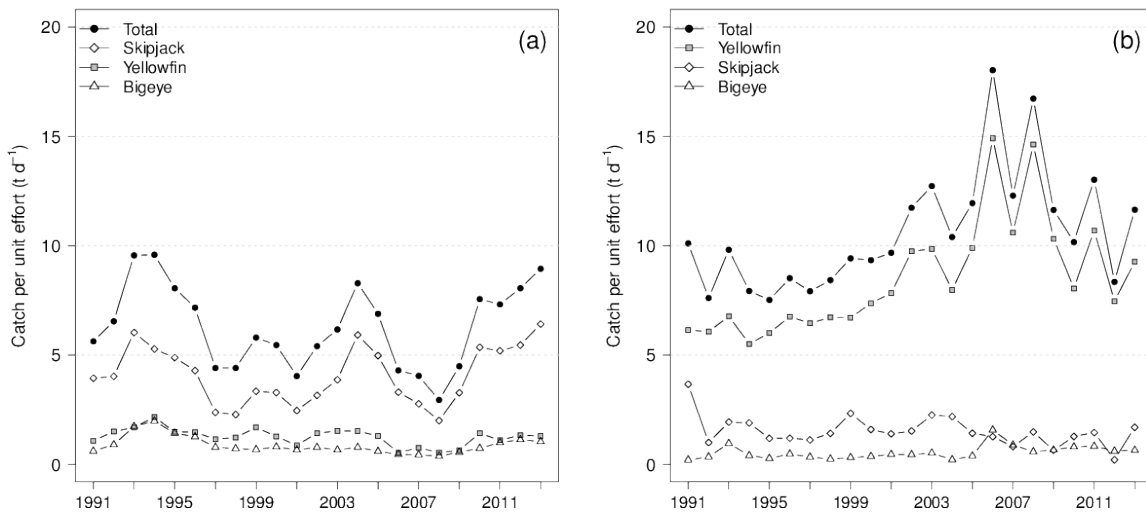 20
15
10
5
0
Catch per unit effort (t d⁻¹)
Total
Skipjack
Yellowfin
Bigeye
(a)
1991 1995 1999 2003 2007 2011
20
15
10
5
0
Catch per unit effort (t d⁻¹)
Total
Yellowfin
Skipjack
Bigeye
(b)
1991 1995 1999 2003 2007 2011